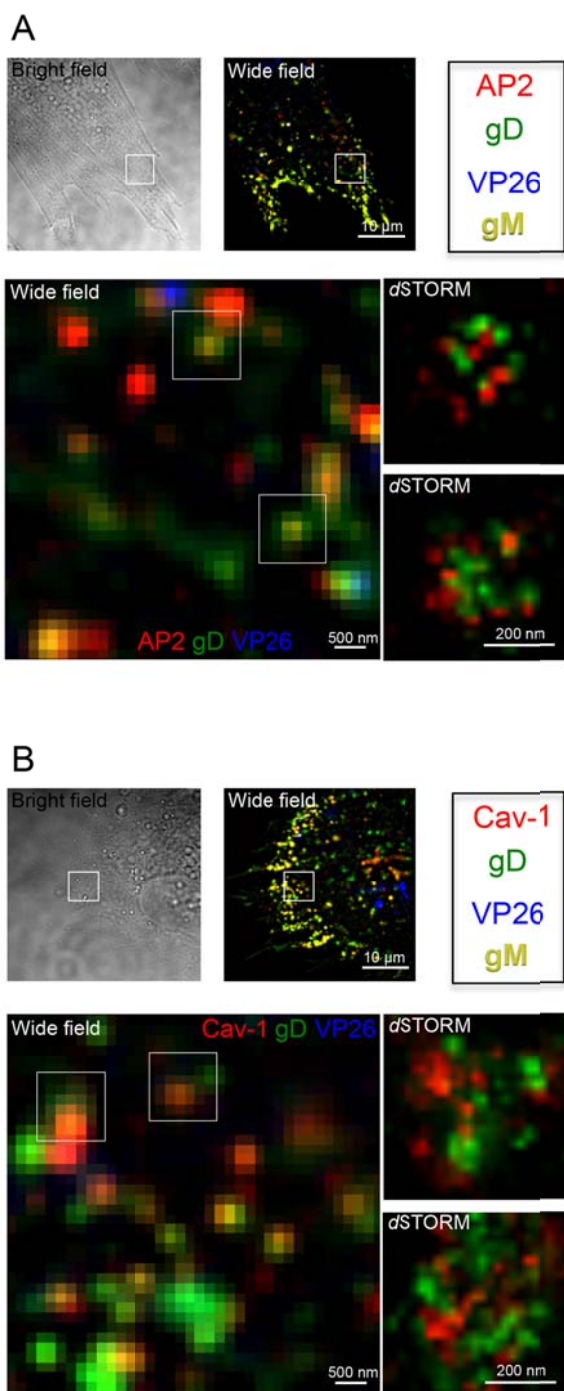 A
Bright field
Wide field
10 µm
AP2
gD
VP26
gM
Wide field
AP2 gD VP26
500 nm
dSTORM
dSTORM
200 nm
B
Bright field
Wide field
10 µm
Cav-1
gD
VP26
gM
Wide field
Cav-1 gD VP26
500 nm
dSTORM
dSTORM
200 nm